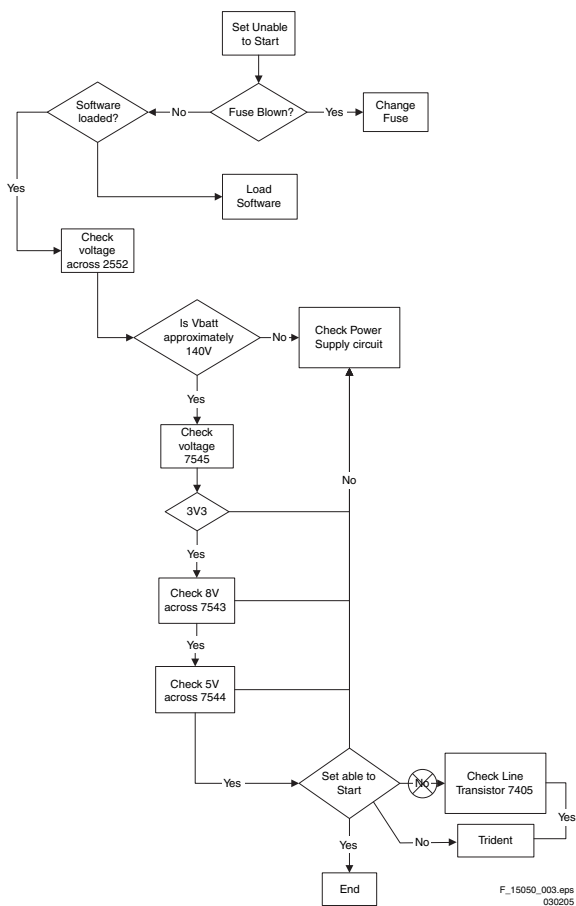 Set Unable
to Start
Fuse Blown?
Yes
Change
Fuse
No
Software
loaded?
Load
Software
Yes
Check
voltage
across 2552
Is Vbatt
approximately
140V
No
Check Power
Supply circuit
Yes
Check
voltage
7545
No
3V3
Yes
Check 8V
across 7543
Yes
Check 5V
across 7544
Yes
Set able to
Start
No
Check Line
Transistor 7405
Yes
No
Trident
Yes
End
F_15050_003.eps
030205